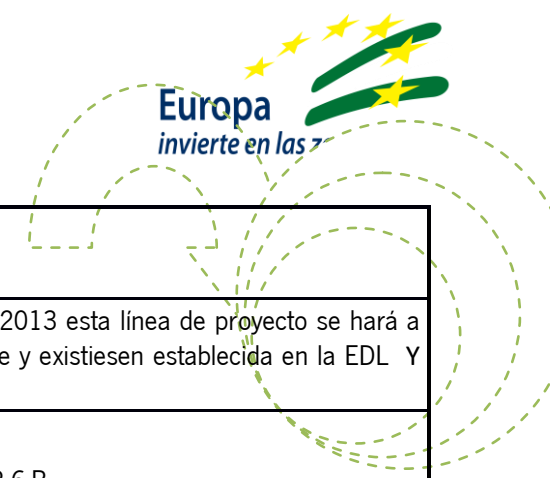 Europa
invierte en las
2013 esta línea de proyecto se hará a
e y existiesen establecida en la EDL Y